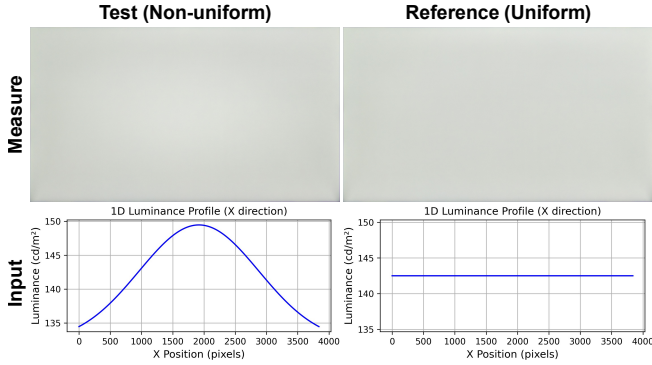 Test (Non-uniform)
Reference (Uniform)
Measure
Input
1D Luminance Profile (X direction)
Luminance (cd/m²)
150
145
140
135
0 500 1000 1500 2000 2500 3000 3500 4000
X Position (pixels)
1D Luminance Profile (X direction)
Luminance (cd/m²)
150
145
140
135
0 500 1000 1500 2000 2500 3000 3500 4000
X Position (pixels)